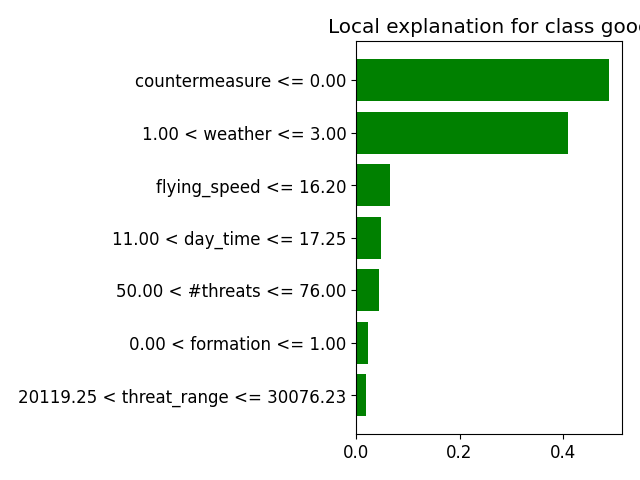 Local explanation for class goo
countermeasure <= 0.00
1.00 < weather <= 3.00
flying_speed <= 16.20
11.00 < day_time <= 17.25
50.00 < #threats <= 76.00
0.00 < formation <= 1.00
20119.25 < threat_range <= 30076.23
0.0 0.2 0.4